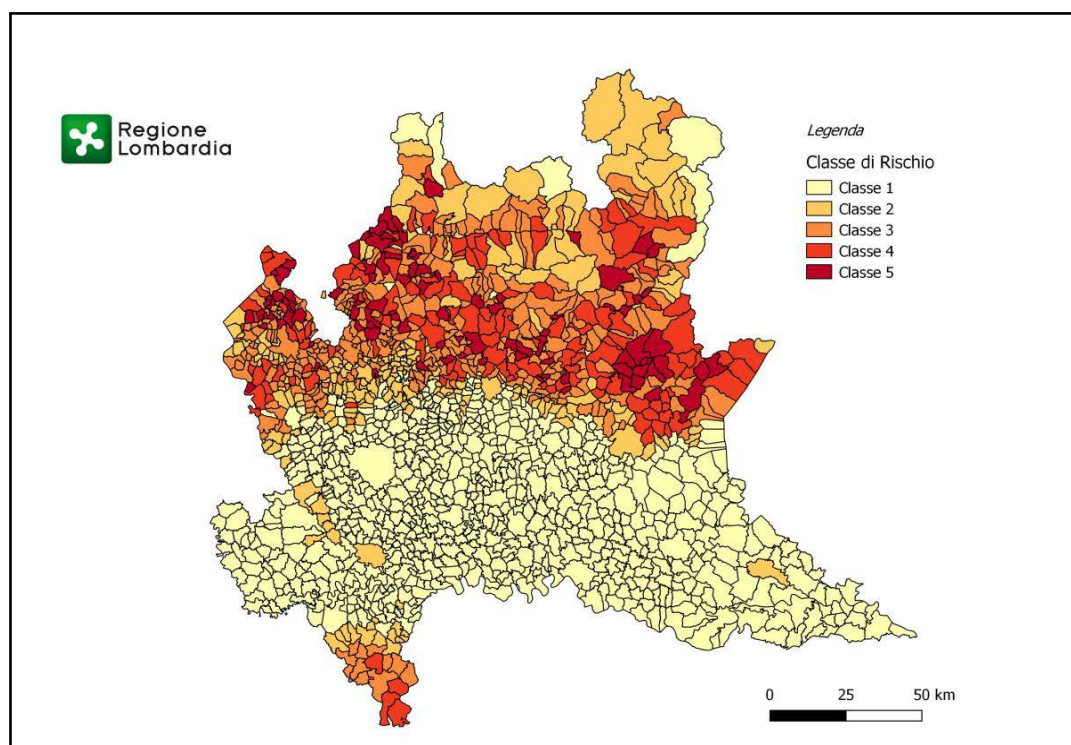 Regione
Lombardia
Legenda
Classe di Rischio
Classe 1
Classe 2
Classe 3
Classe 4
Classe 5
0 25 50 km